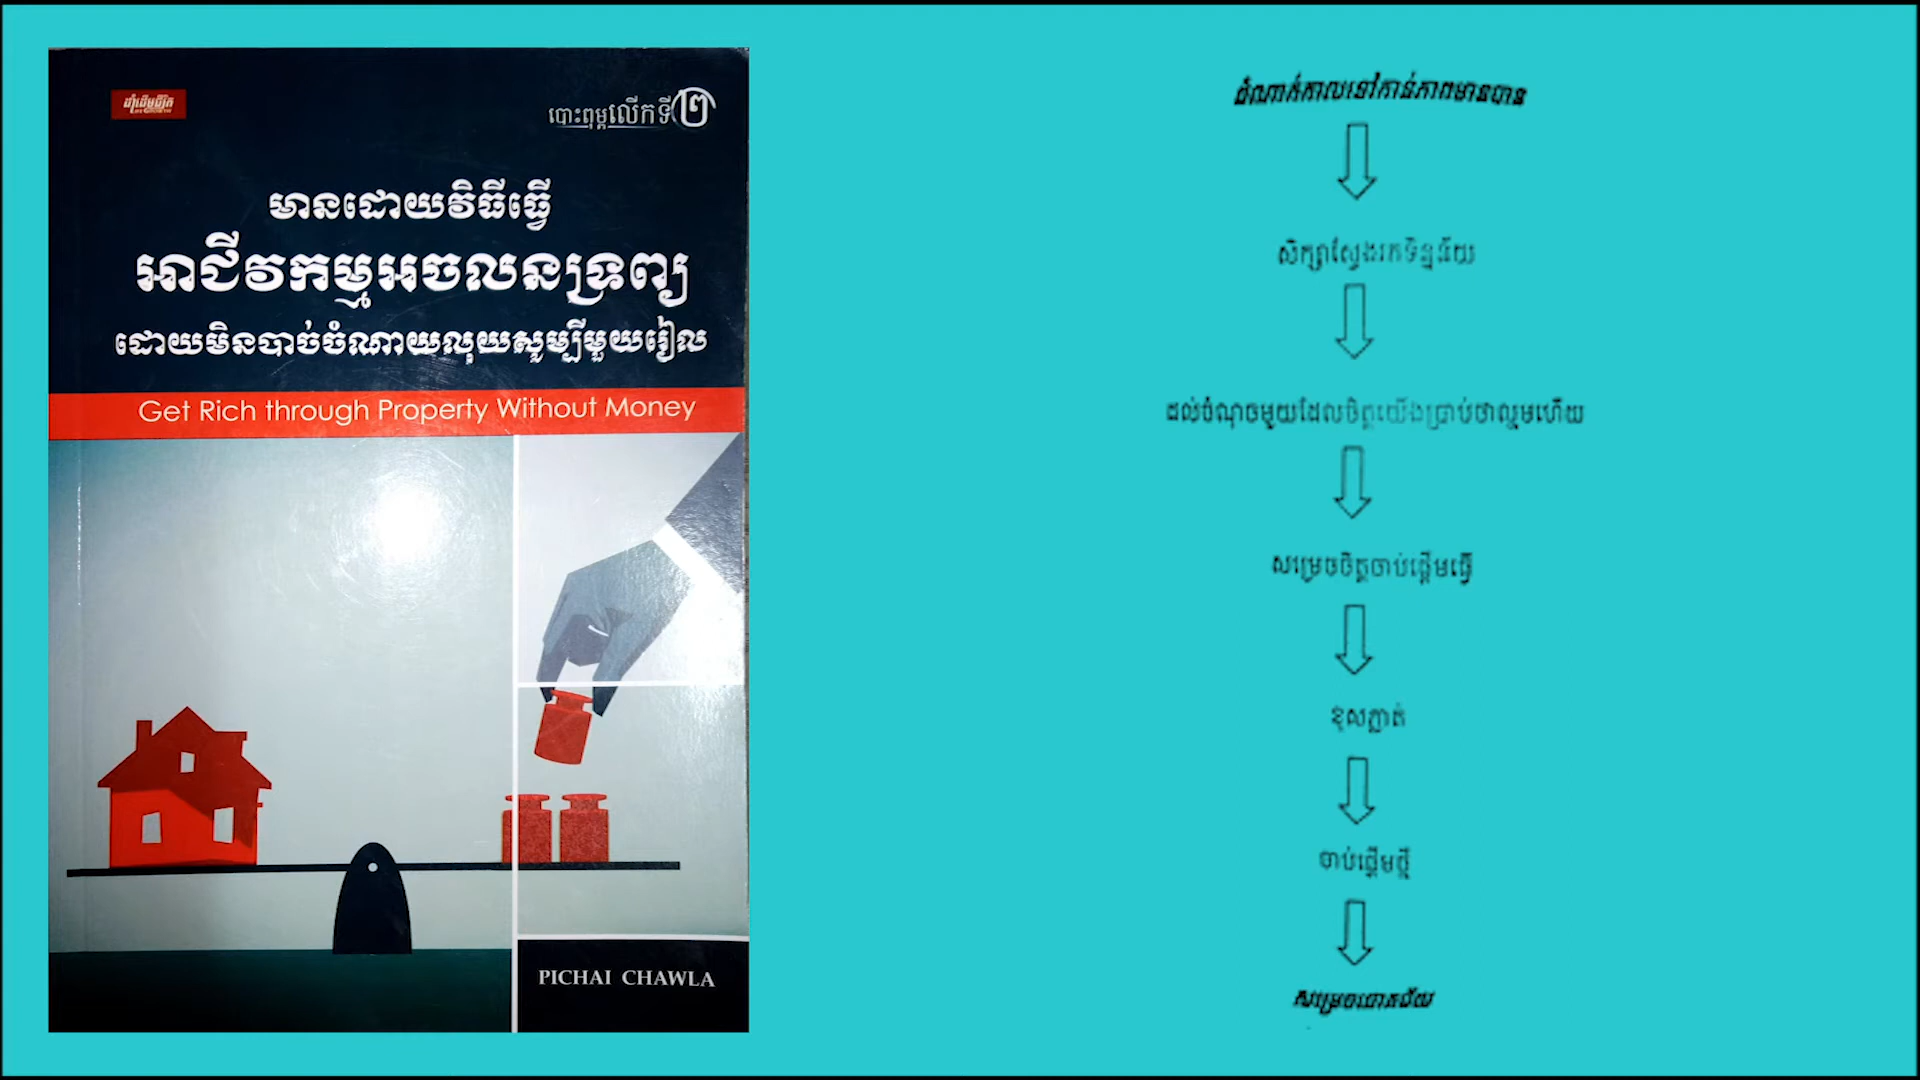 បោះពុម្ពលើកទី២
មានដោយវិធីធ្វើ
អាជីវកម្មអចលនទ្រព្យ
ដោយមិនបាច់ចំណាយលុយសូម្បីមួយរៀល
Get Rich through Property Without Money
PICHAI CHAWLA
ដំណាក់កាលទៅកាន់ភាពមានបាន
សិក្សាស្វែងរកទិន្នន័យ
ដល់ចំណុចមួយដែលចិត្តយើងប្រាប់ថាល្មមហើយ
សម្រេចចិត្តចាប់ផ្ដើមធ្វើ
ខុសភ្លាត់
ចាប់ផ្ដើមថ្មី
សម្រេចជោគជ័យ